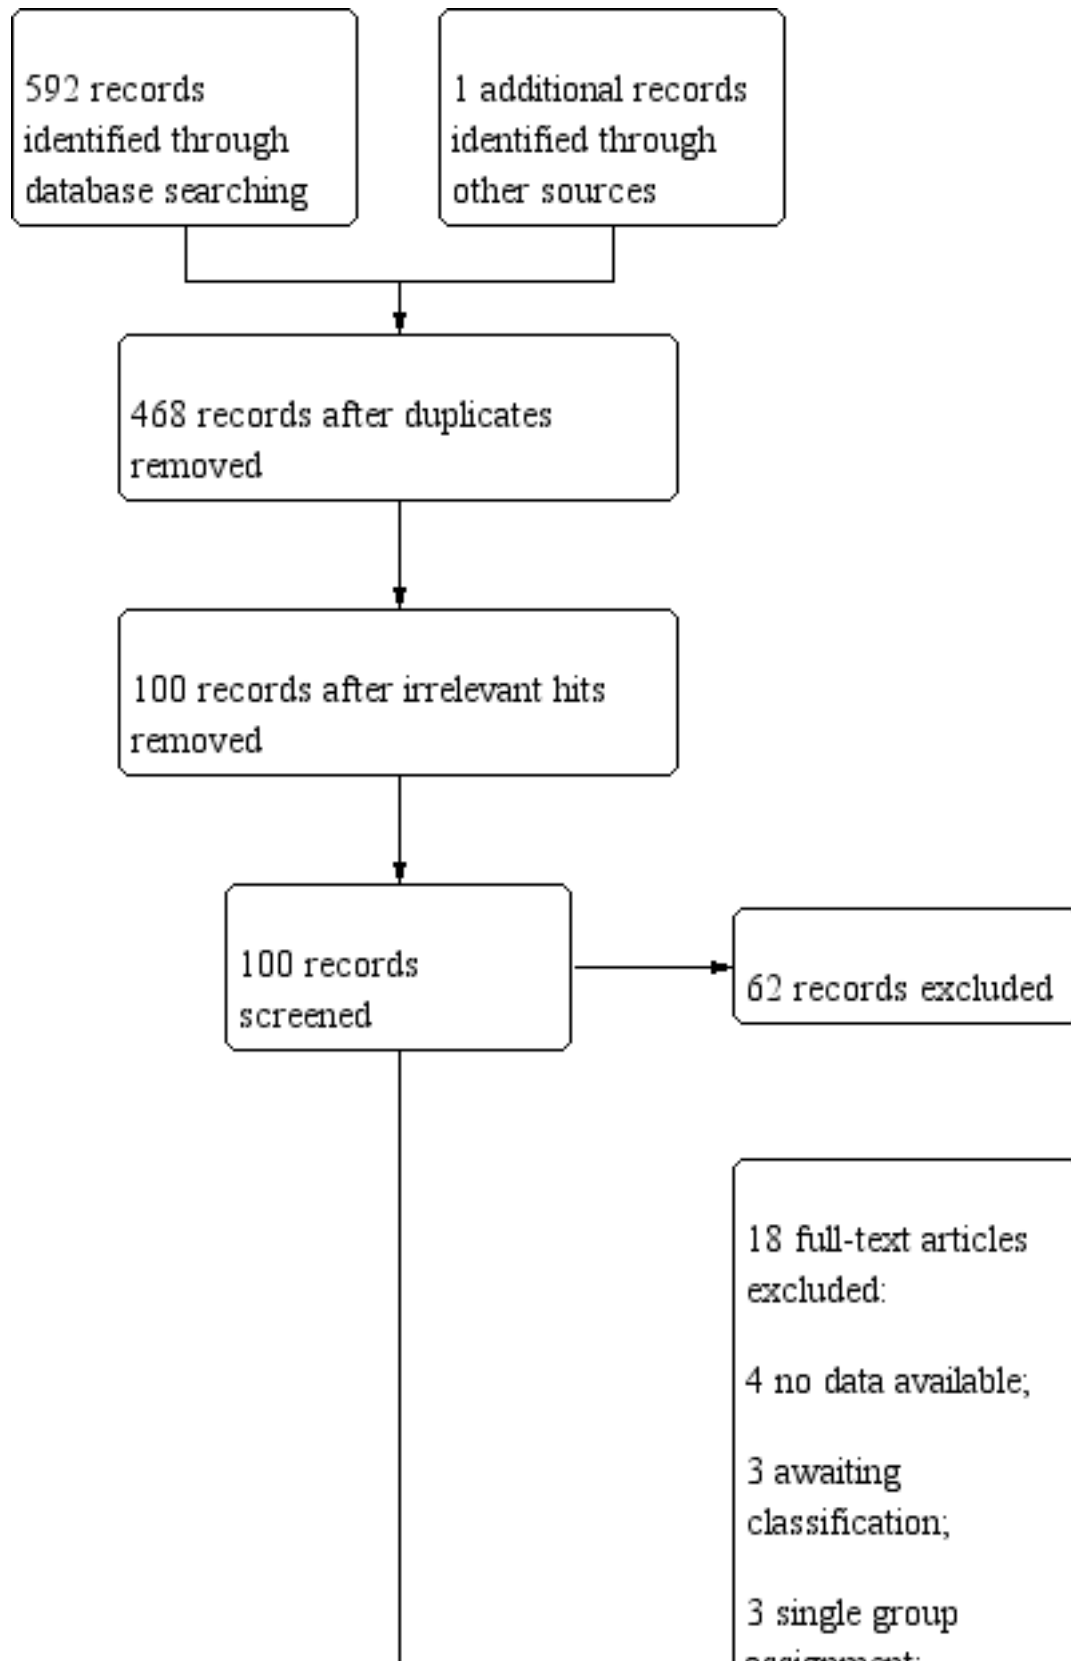 592 records
identified through
database searching
1 additional records
identified through
other sources
468 records after duplicates
removed
100 records after irrelevant hits
removed
100 records
screened
62 records excluded
18 full-text articles
excluded:
4 no data available;
3 awaiting
classification;
3 single group